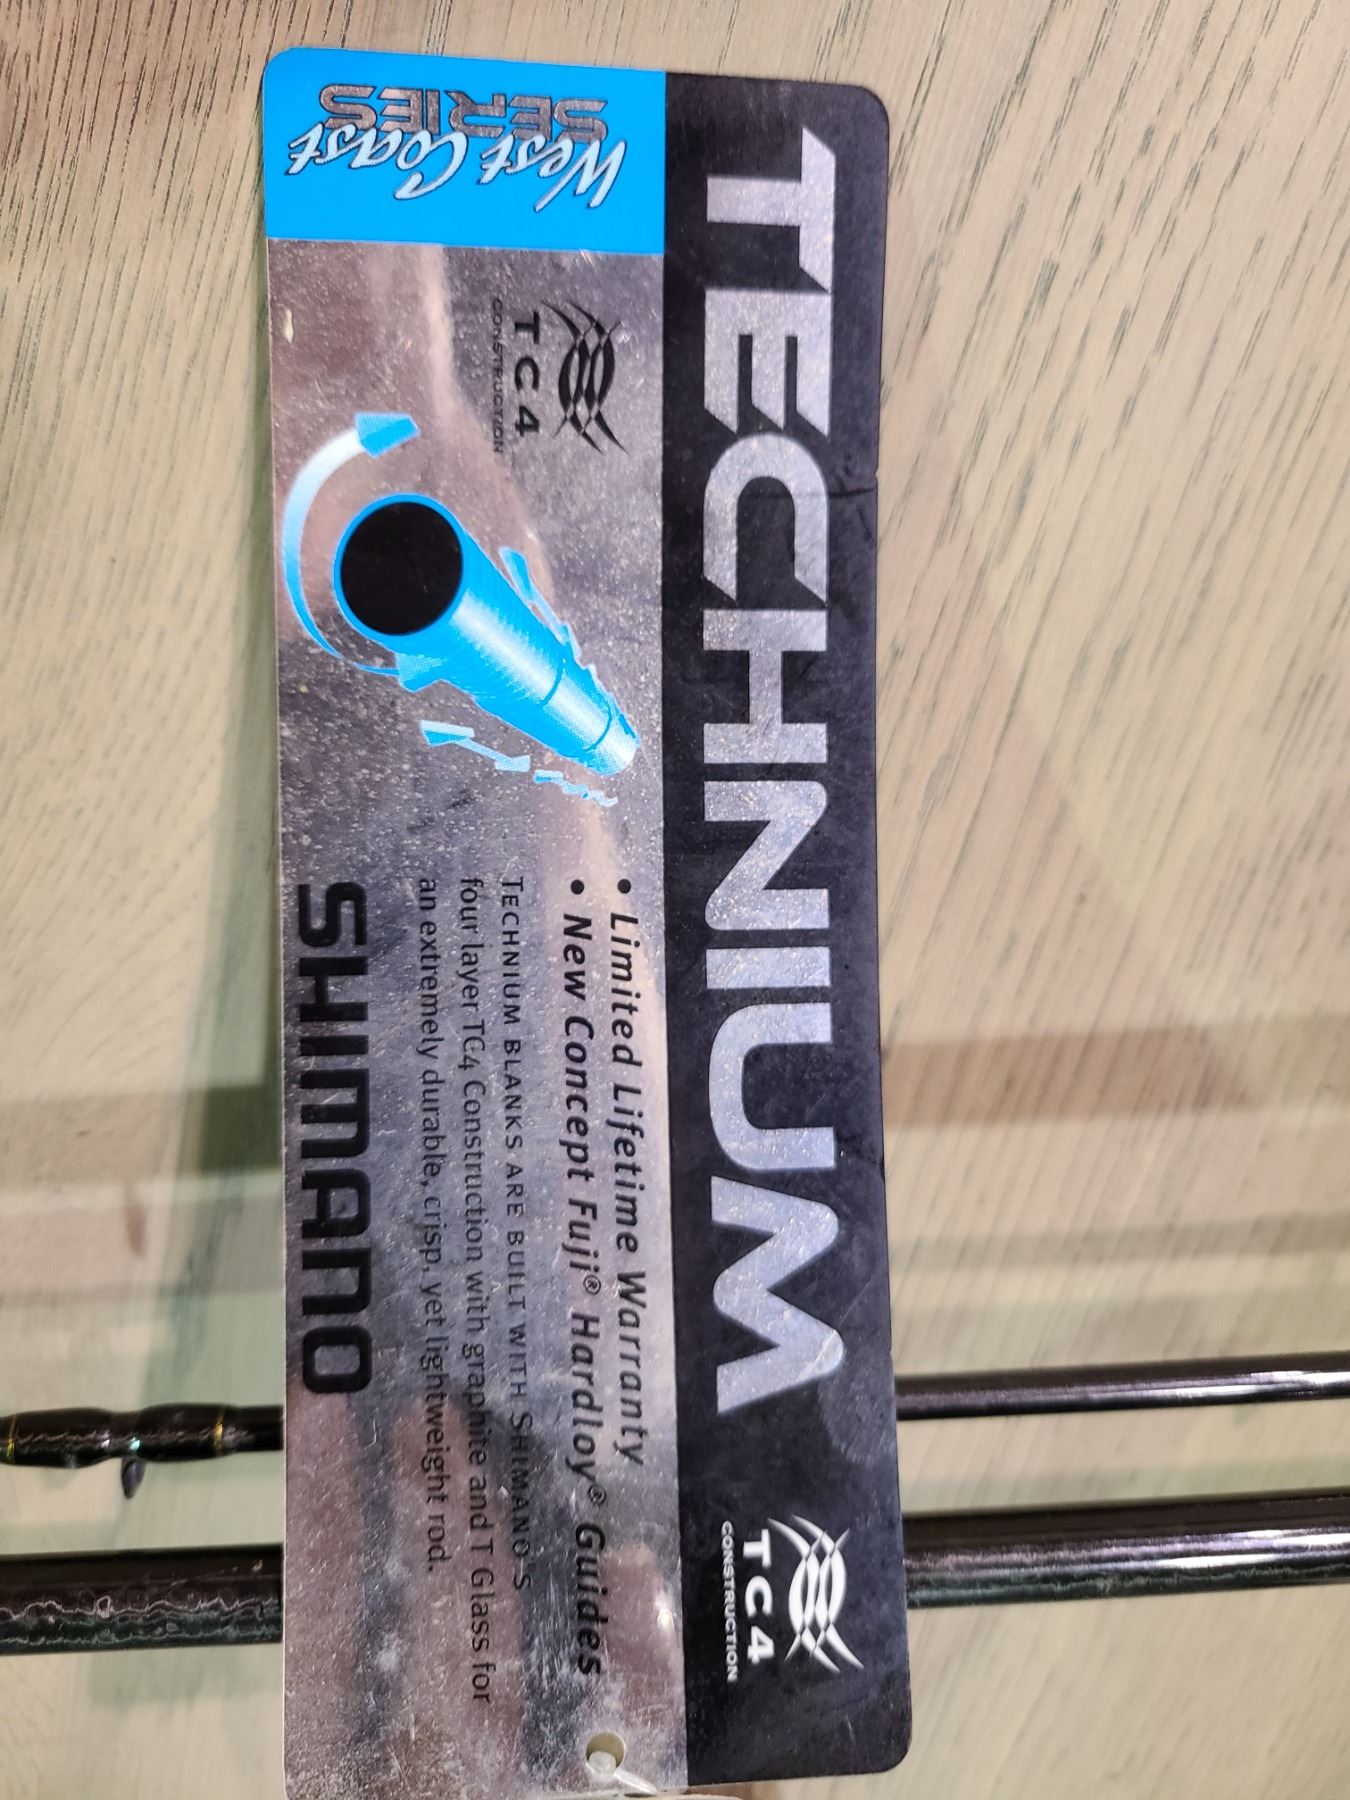 TECHNIUM
TC4
CONSTRUCTION
West Coast
SERIES
TC4
CONSTRUCTION
• Limited Lifetime Warranty
• New Concept Fuji® Hardloy® Guides
TECHNIUM BLANKS ARE BUILT WITH SHIMANO'S
four layer TC4 Construction with graphite and T Glass for
an extremely durable, crisp, yet lightweight rod.
SHIMANO